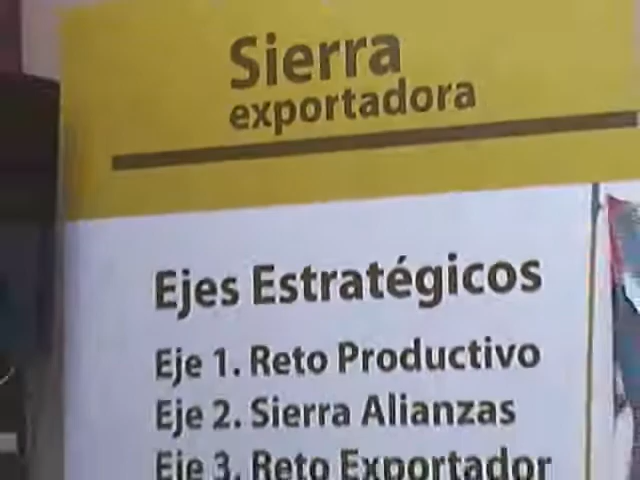 Sierra
exportadora
Ejes Estratégicos
Eje 1. Reto Productivo
Eje 2. Sierra Alianzas
Eje 3. Reto Exportador